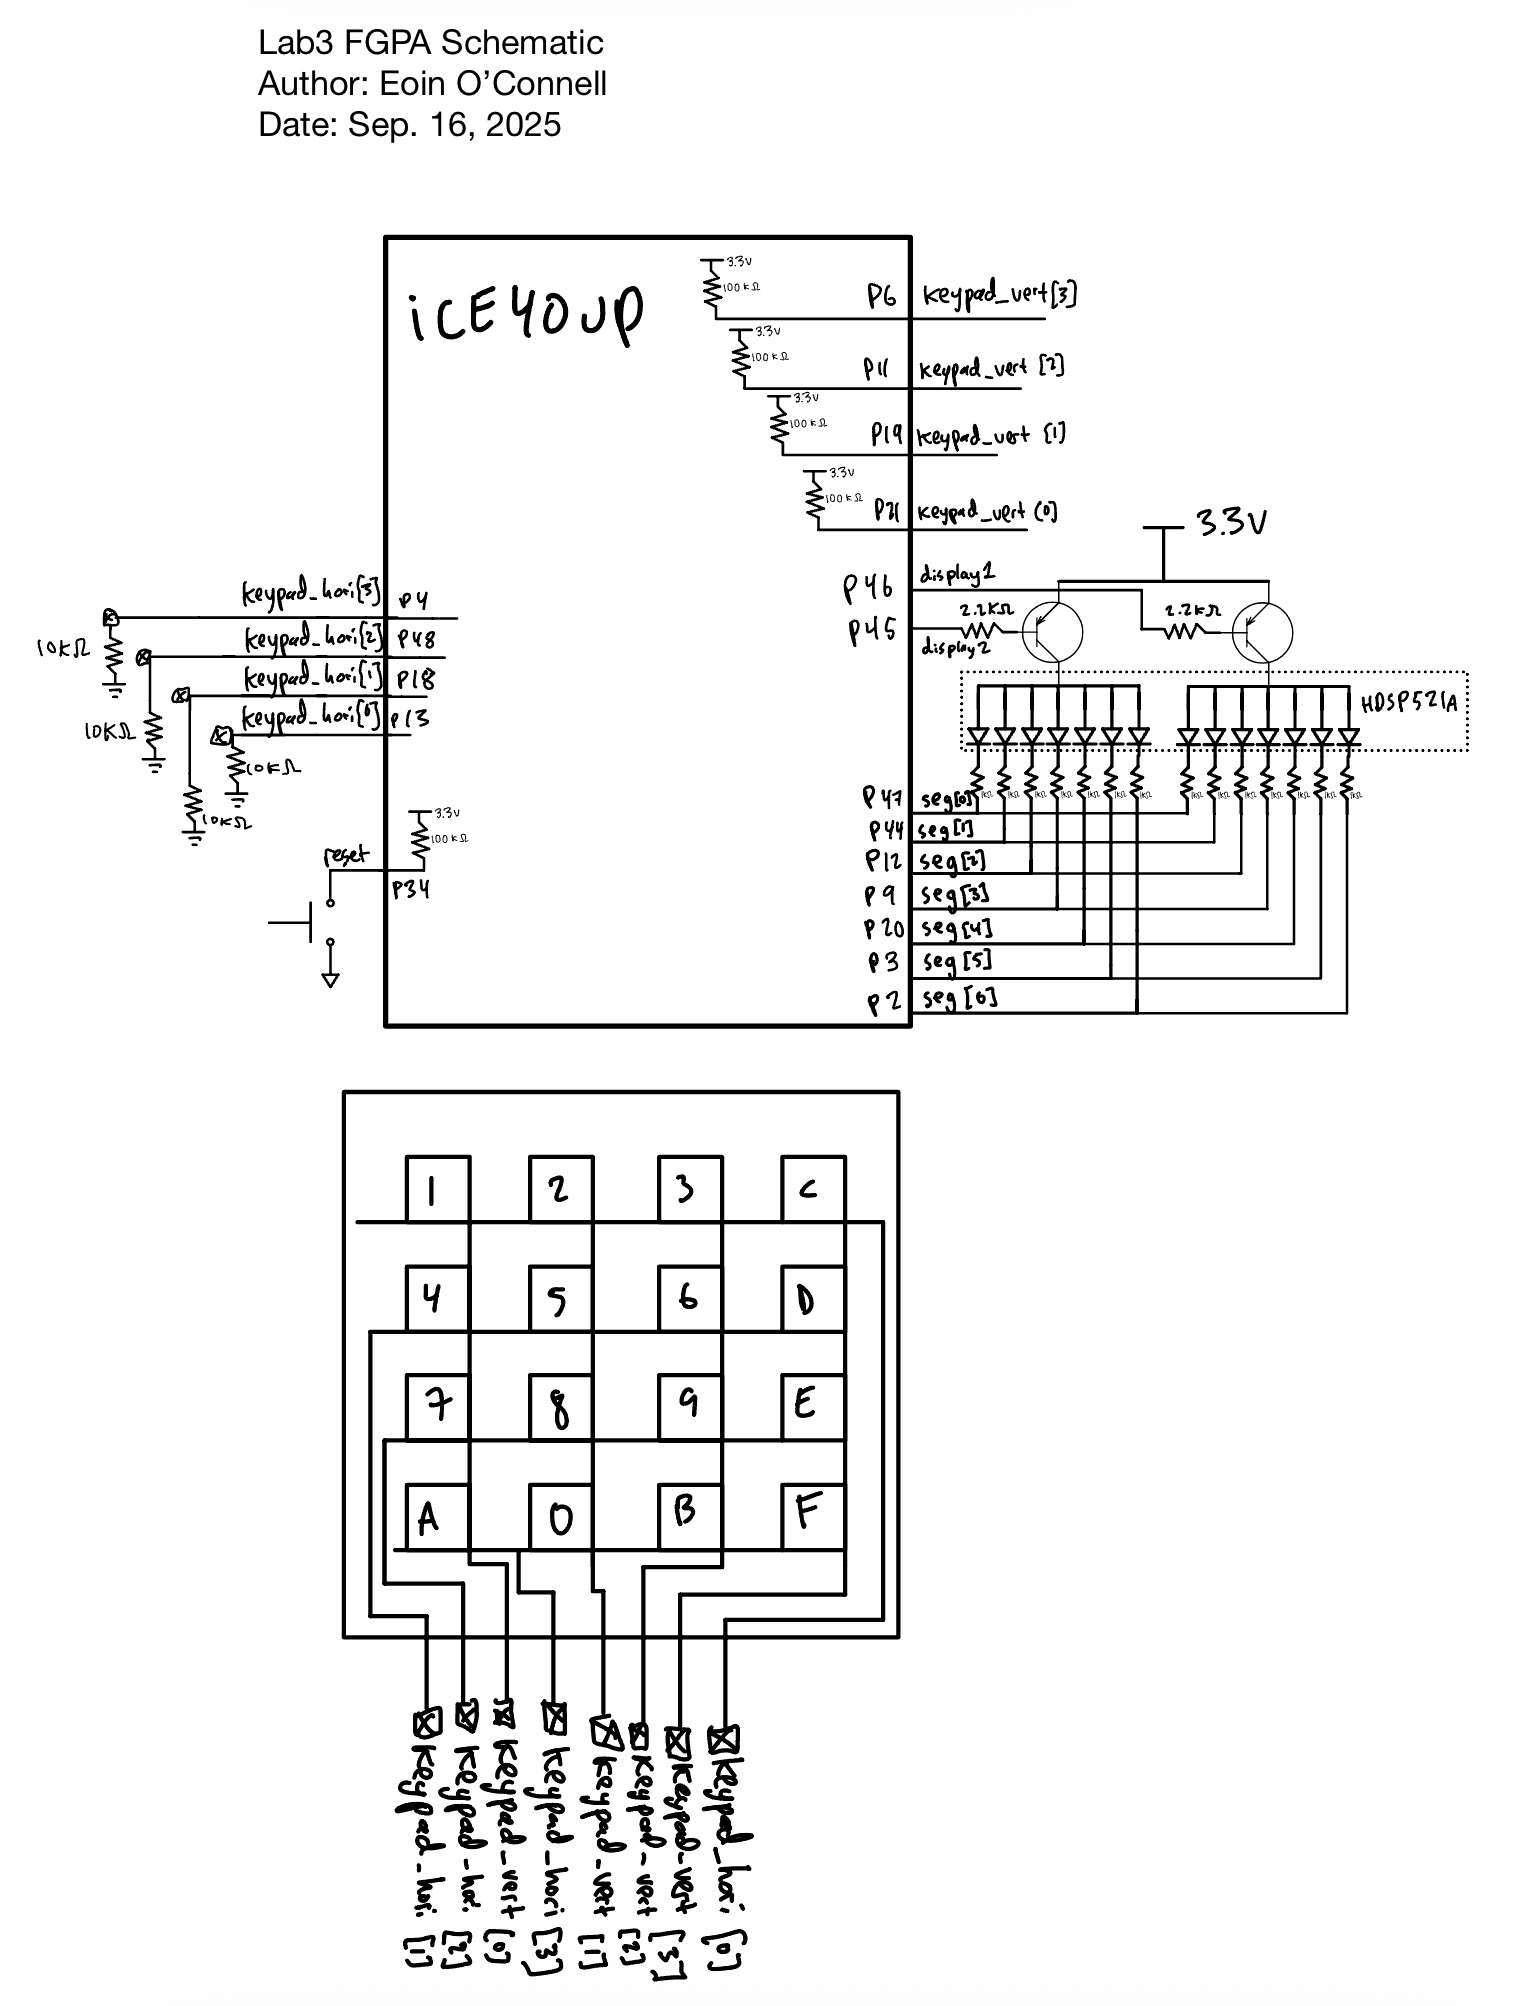 Lab3 FGPA Schematic
Author: Eoin O’Connell
Date: Sep. 16, 2025
iCE40UP
3.3V
100kΩ
P6 keypad_vert[3]
3.3V
100kΩ
P11 keypad_vert [2]
3.3V
100kΩ
P19 keypad_vert [1]
3.3V
100kΩ
P21 keypad_vert [0]
3.3V
P46 display1
P45 display2
2.2KΩ
2.2KΩ
keypad_hori[3] P4
keypad_hori[2] P48
keypad_hori[1] P18
keypad_hori[0] P13
10KΩ
10KΩ
10KΩ
10KΩ
HDSP521A
1KΩ 1KΩ 1KΩ 1KΩ 1KΩ 1KΩ 1KΩ
1KΩ 1KΩ 1KΩ 1KΩ 1KΩ 1KΩ 1KΩ
3.3V
100kΩ
reset
P34
P47 seg[0]
P44 seg[1]
P12 seg[2]
P9 seg[3]
P20 seg[4]
P3 seg[5]
P2 seg[6]
1 2 3 C
4 5 6 D
7 8 9 E
A 0 B F
keypad_hori [1]
keypad_hori [2]
keypad_vert [0]
keypad_hori [3]
keypad_vert [1]
keypad_vert [2]
keypad_vert [3]
keypad_hori [0]